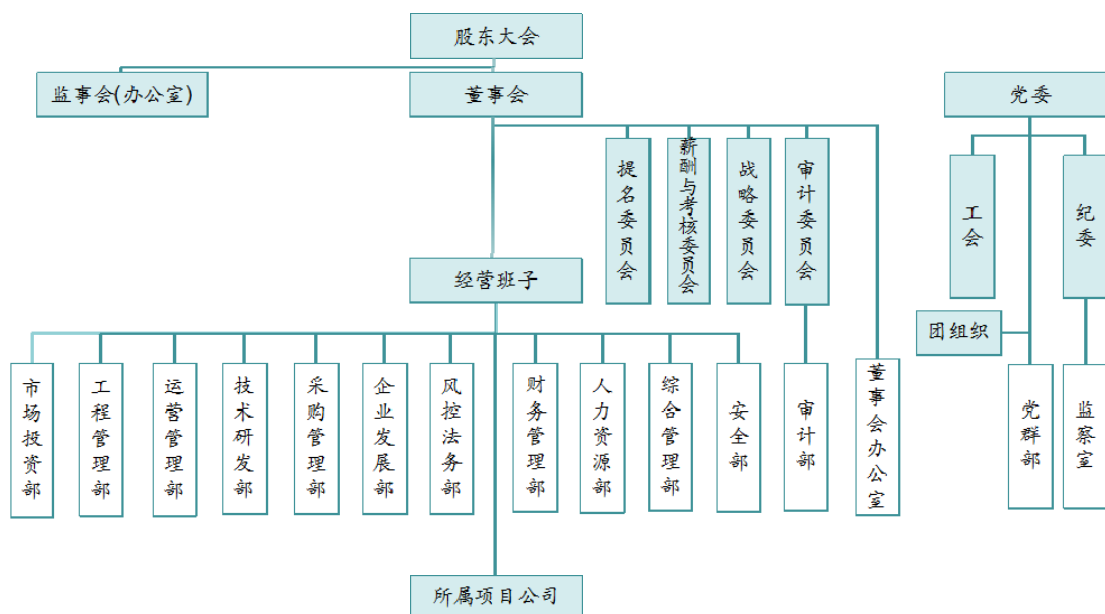 股东大会
监事会(办公室)
董事会
党委
提名委员会
薪酬与考核委员会
战略委员会
审计委员会
工会
纪委
经营班子
团组织
市场投资部
工程管理部
运营管理部
技术研发部
采购管理部
企业发展部
风控法务部
财务管理部
人力资源部
综合管理部
安全部
审计部
董事会办公室
党群部
监察室
所属项目公司